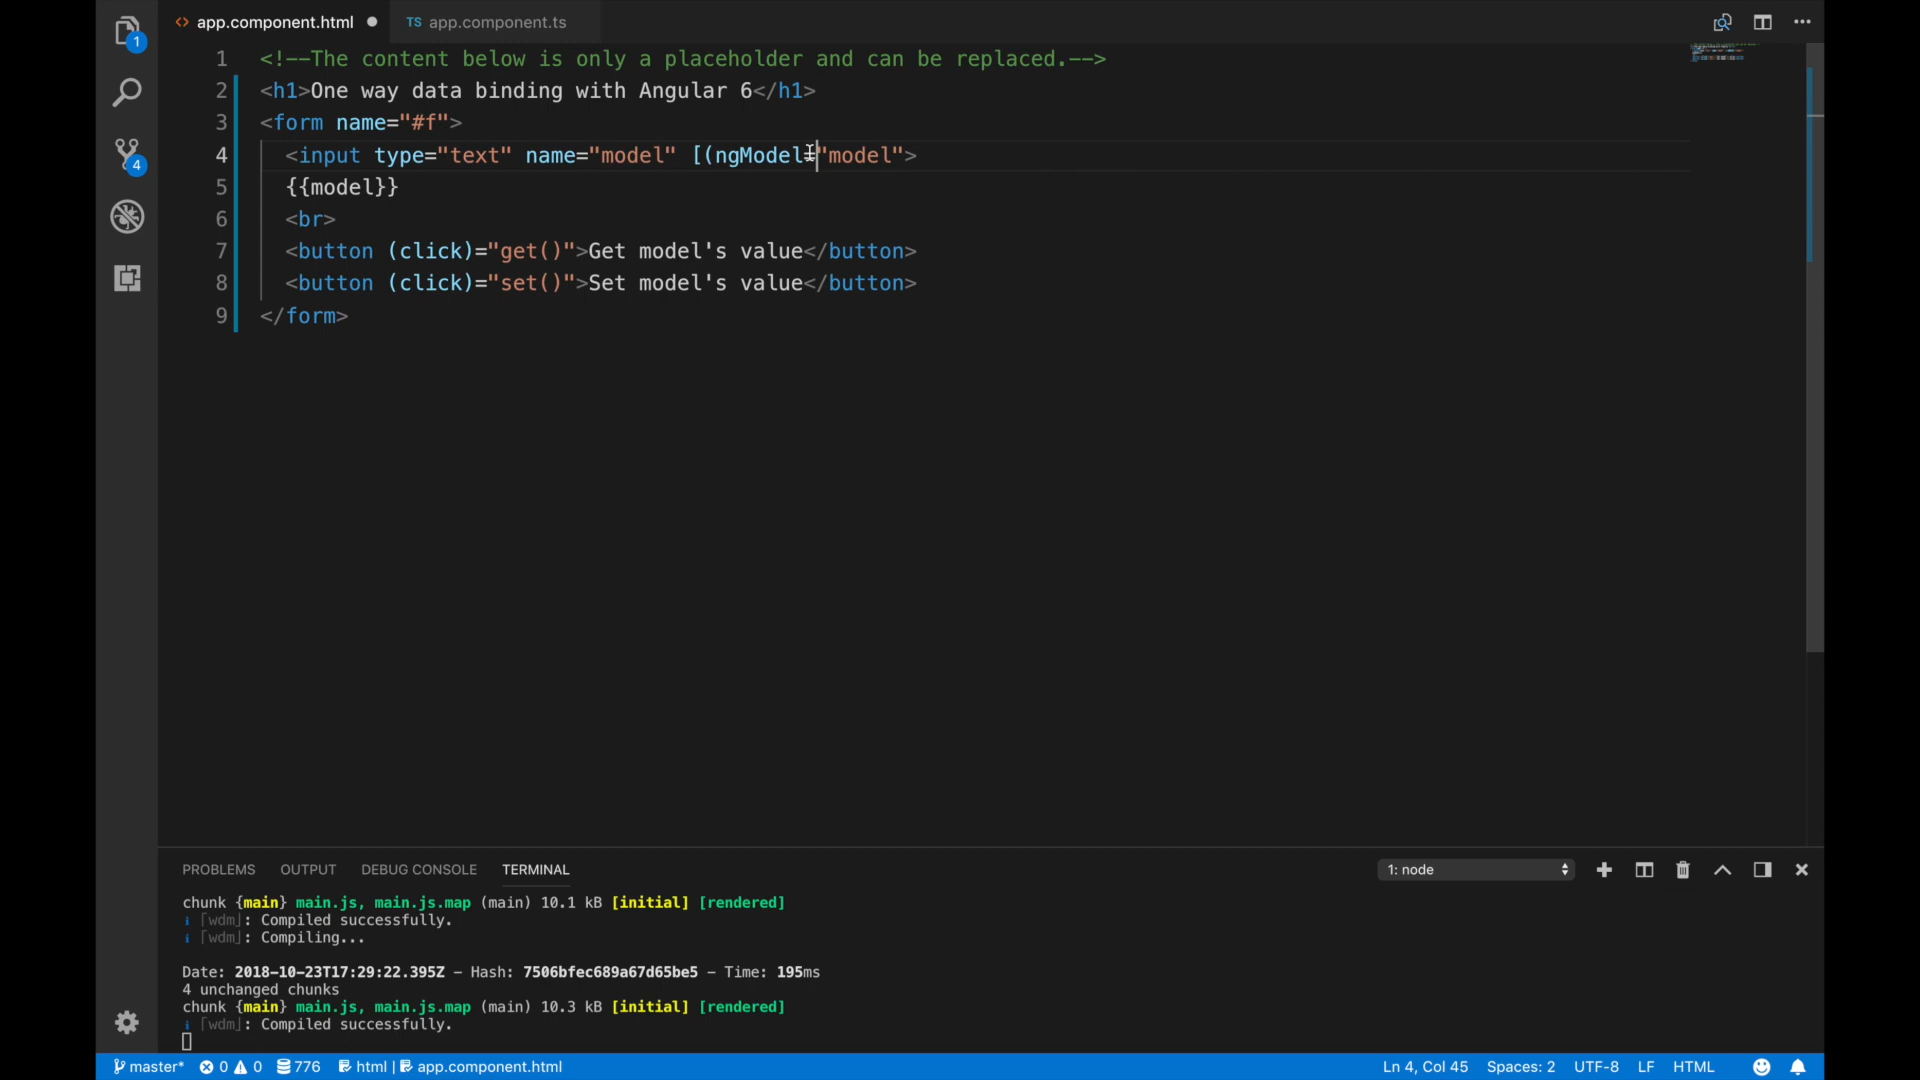 1
4
<> app.component.html
TS app.component.ts
1 <!--The content below is only a placeholder and can be replaced.-->
2 <h1>One way data binding with Angular 6</h1>
3 <form name="#f">
4 <input type="text" name="model" [(ngModel="model">
5 {{model}}
6 <br>
7 <button (click)="get()">Get model's value</button>
8 <button (click)="set()">Set model's value</button>
9 </form>
PROBLEMS OUTPUT DEBUG CONSOLE TERMINAL 1: node
chunk {main} main.js, main.js.map (main) 10.1 kB [initial] [rendered]
ℹ ｢wdm｣: Compiled successfully.
ℹ ｢wdm｣: Compiling...
Date: 2018-10-23T17:29:22.395Z - Hash: 7506bfec689a67d65be5 - Time: 195ms
4 unchanged chunks
chunk {main} main.js, main.js.map (main) 10.3 kB [initial] [rendered]
ℹ ｢wdm｣: Compiled successfully.
master* 0 0 776 html | app.component.html Ln 4, Col 45 Spaces: 2 UTF-8 LF HTML